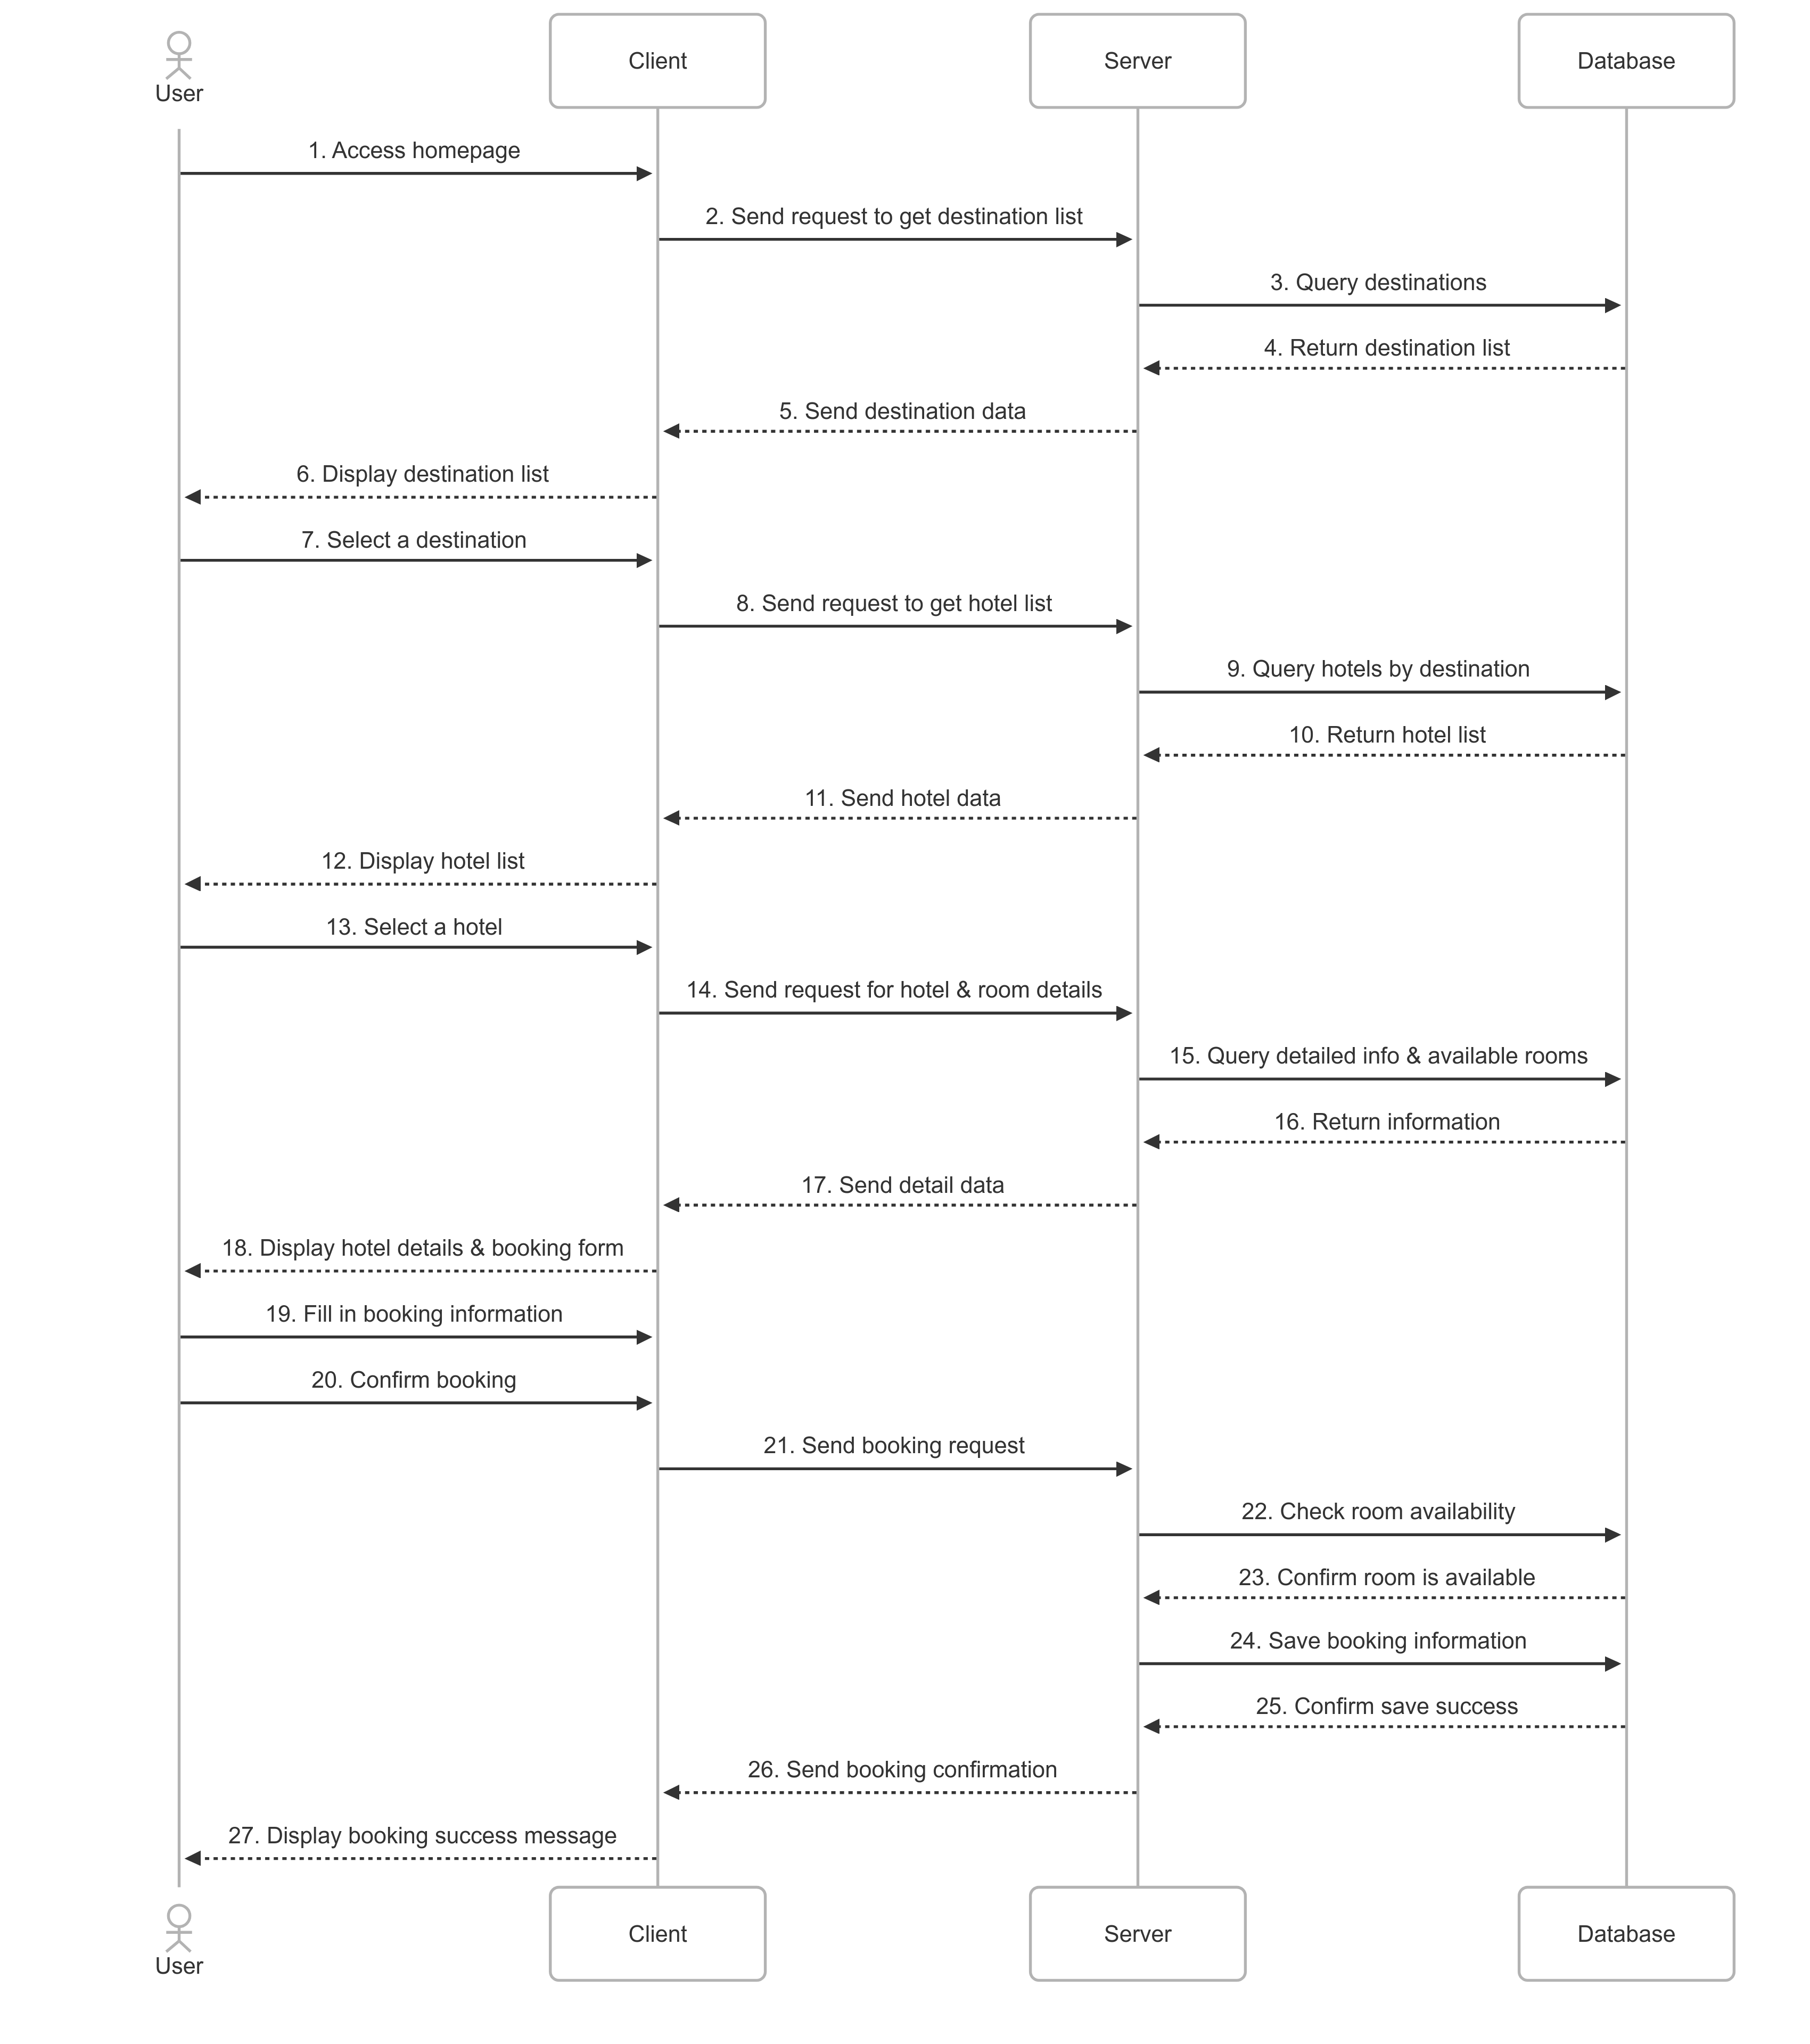 User
Client
Server
Database
1. Access homepage
2. Send request to get destination list
3. Query destinations
4. Return destination list
5. Send destination data
6. Display destination list
7. Select a destination
8. Send request to get hotel list
9. Query hotels by destination
10. Return hotel list
11. Send hotel data
12. Display hotel list
13. Select a hotel
14. Send request for hotel & room details
15. Query detailed info & available rooms
16. Return information
17. Send detail data
18. Display hotel details & booking form
19. Fill in booking information
20. Confirm booking
21. Send booking request
22. Check room availability
23. Confirm room is available
24. Save booking information
25. Confirm save success
26. Send booking confirmation
27. Display booking success message
User
Client
Server
Database